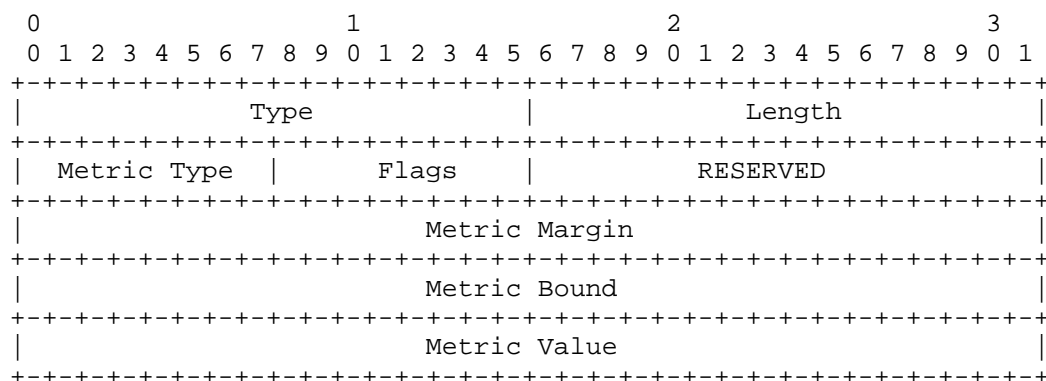 0                   1                   2                   3
 0 1 2 3 4 5 6 7 8 9 0 1 2 3 4 5 6 7 8 9 0 1 2 3 4 5 6 7 8 9 0 1
+-+-+-+-+-+-+-+-+-+-+-+-+-+-+-+-+-+-+-+-+-+-+-+-+-+-+-+-+-+-+-+-+
|              Type             |             Length            |
+-+-+-+-+-+-+-+-+-+-+-+-+-+-+-+-+-+-+-+-+-+-+-+-+-+-+-+-+-+-+-+-+
|  Metric Type  |      Flags    |          RESERVED             |
+-+-+-+-+-+-+-+-+-+-+-+-+-+-+-+-+-+-+-+-+-+-+-+-+-+-+-+-+-+-+-+-+
|                         Metric Margin                         |
+-+-+-+-+-+-+-+-+-+-+-+-+-+-+-+-+-+-+-+-+-+-+-+-+-+-+-+-+-+-+-+-+
|                         Metric Bound                          |
+-+-+-+-+-+-+-+-+-+-+-+-+-+-+-+-+-+-+-+-+-+-+-+-+-+-+-+-+-+-+-+-+
|                         Metric Value                          |
+-+-+-+-+-+-+-+-+-+-+-+-+-+-+-+-+-+-+-+-+-+-+-+-+-+-+-+-+-+-+-+-+